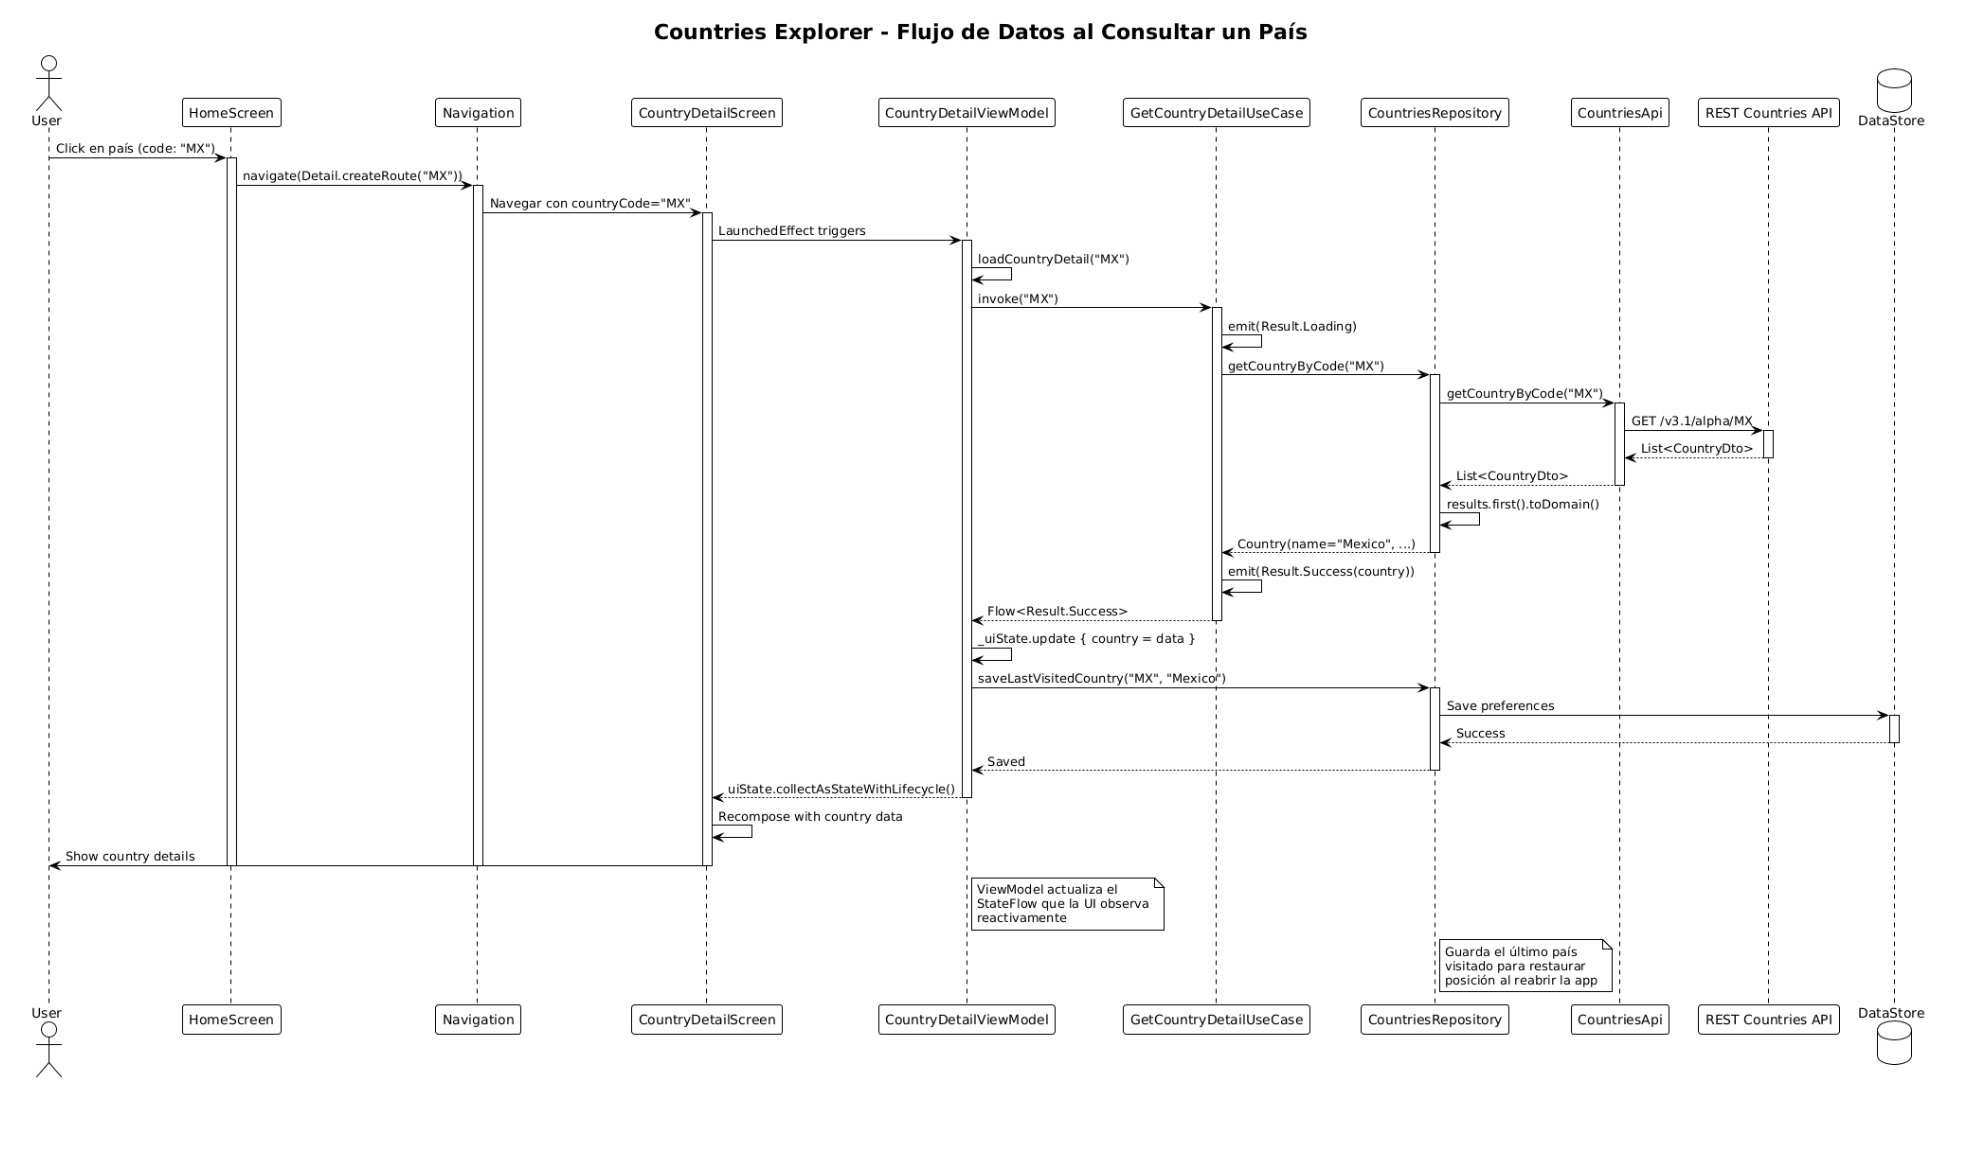 Countries Explorer - Flujo de Datos al Consultar un País
User
HomeScreen
Navigation
CountryDetailScreen
CountryDetailViewModel
GetCountryDetailUseCase
CountriesRepository
CountriesApi
REST Countries API
DataStore
Click en país (code: "MX")
navigate(Detail.createRoute("MX"))
Navegar con countryCode="MX"
LaunchedEffect triggers
loadCountryDetail("MX")
invoke("MX")
emit(Result.Loading)
getCountryByCode("MX")
getCountryByCode("MX")
GET /v3.1/alpha/MX
List<CountryDto>
List<CountryDto>
results.first().toDomain()
Country(name="Mexico", ...)
emit(Result.Success(country))
Flow<Result.Success>
_uiState.update { country = data }
saveLastVisitedCountry("MX", "Mexico")
Save preferences
Success
Saved
uiState.collectAsStateWithLifecycle()
Recompose with country data
Show country details
ViewModel actualiza el
StateFlow que la UI observa
reactivamente
Guarda el último país
visitado para restaurar
posición al reabrir la app
User
HomeScreen
Navigation
CountryDetailScreen
CountryDetailViewModel
GetCountryDetailUseCase
CountriesRepository
CountriesApi
REST Countries API
DataStore